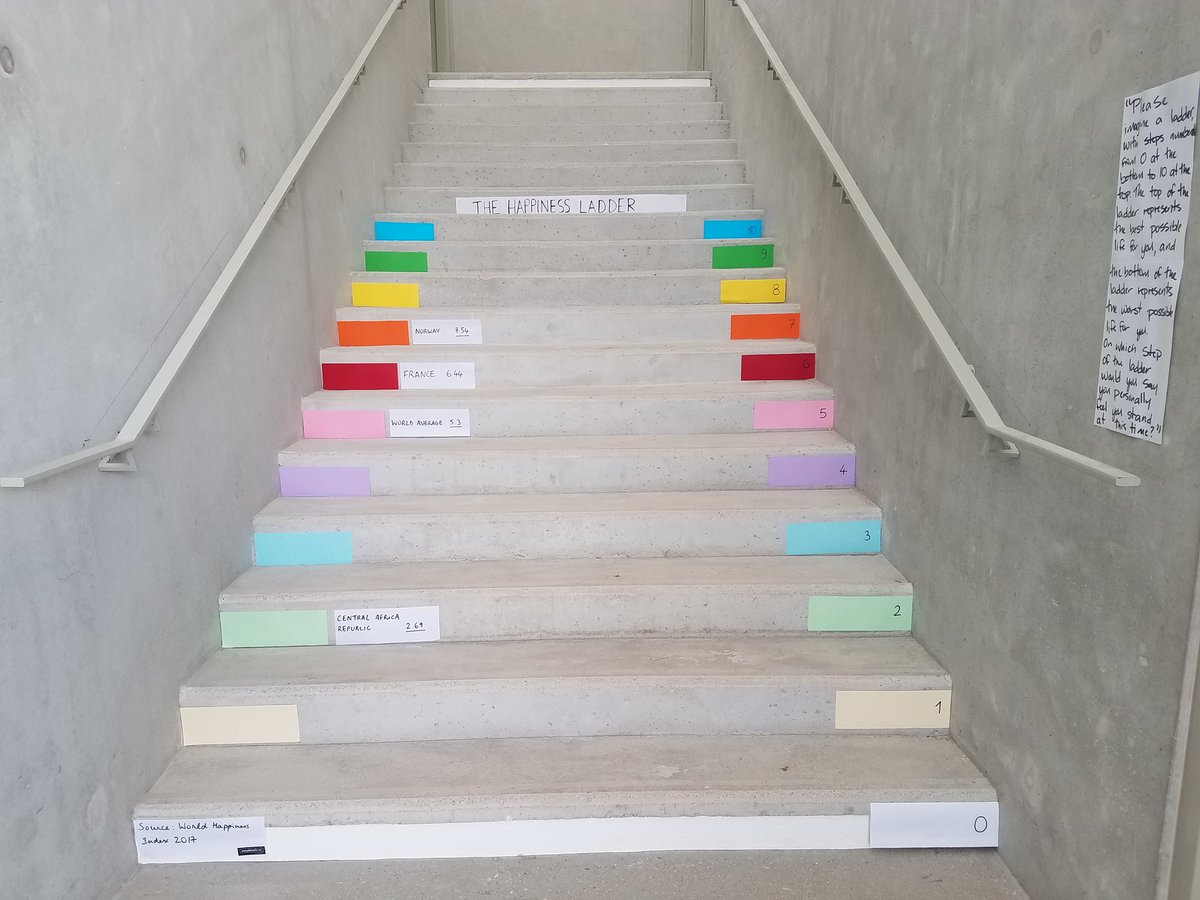 THE HAPPINESS LADDER
10
9
8
NORWAY 7.54
7
FRANCE 6.44
6
WORLD AVERAGE 5.3
5
4
3
CENTRAL AFRICA
REPUBLIC 2.69
2
1
Source: World Happiness
Index 2017
0
"Please
imagine a ladder,
with steps numbered
from 0 at the
bottom to 10 at the
top. The top of the
ladder represents
the best possible
life for you, and
the bottom of the
ladder represents
the worst possible
life for you.
On which step
of the ladder
would you say
you personally
feel you stand
at this time?"